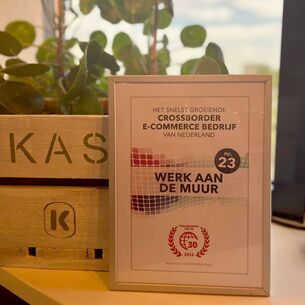 KAS
K
HET SNELST GROEIENDE
CROSSBORDER
E-COMMERCE BEDRIJF
VAN NEDERLAND
nr.
23
WERK AAN
DE MUUR
30
2022